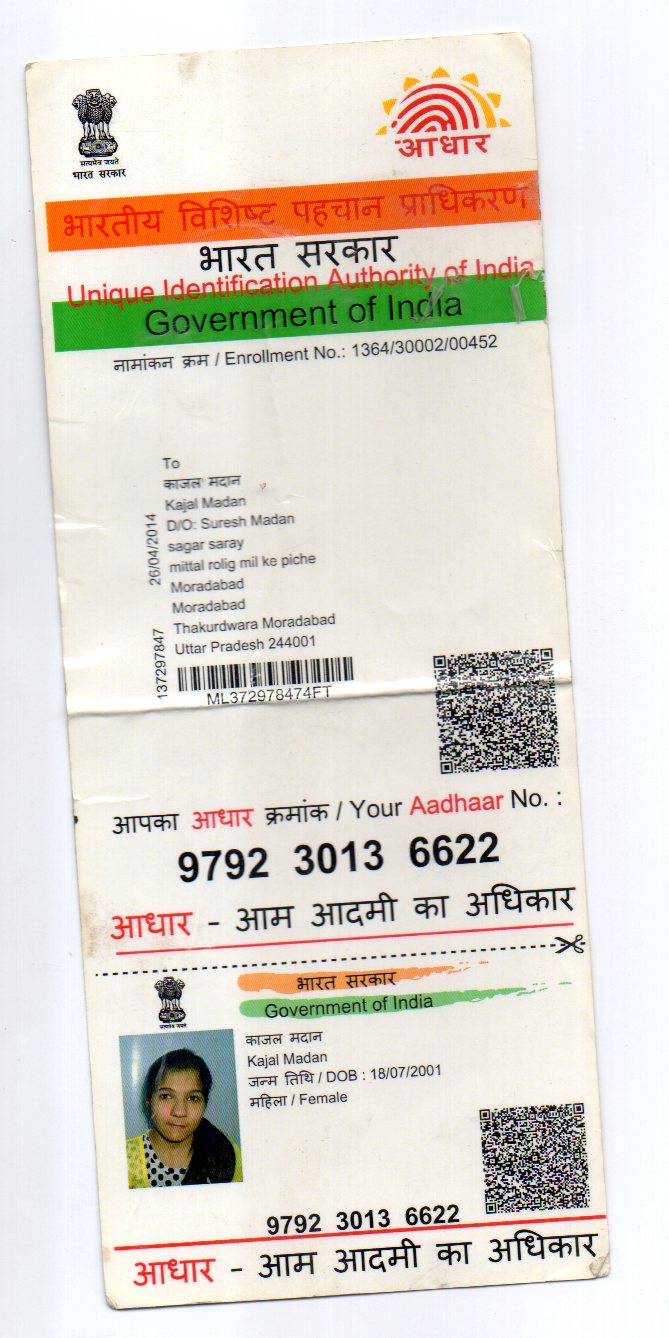 सत्यमेव जयते
भारत सरकार
आधार
भारतीय विशिष्ट पहचान प्राधिकरण
भारत सरकार
Unique Identification Authority of India
Government of India
नामांकन क्रम / Enrollment No.: 1364/30002/00452
To
काजल मदान
Kajal Madan
D/O: Suresh Madan
sagar saray
mittal rolig mil ke piche
Moradabad
Moradabad
Thakurdwara Moradabad
Uttar Pradesh 244001
26/04/2014
137297847
ML372978474FT
आपका आधार क्रमांक / Your Aadhaar No. :
9792 3013 6622
आधार - आम आदमी का अधिकार
भारत सरकार
Government of India
काजल मदान
Kajal Madan
जन्म तिथि / DOB : 18/07/2001
महिला / Female
9792 3013 6622
आधार - आम आदमी का अधिकार